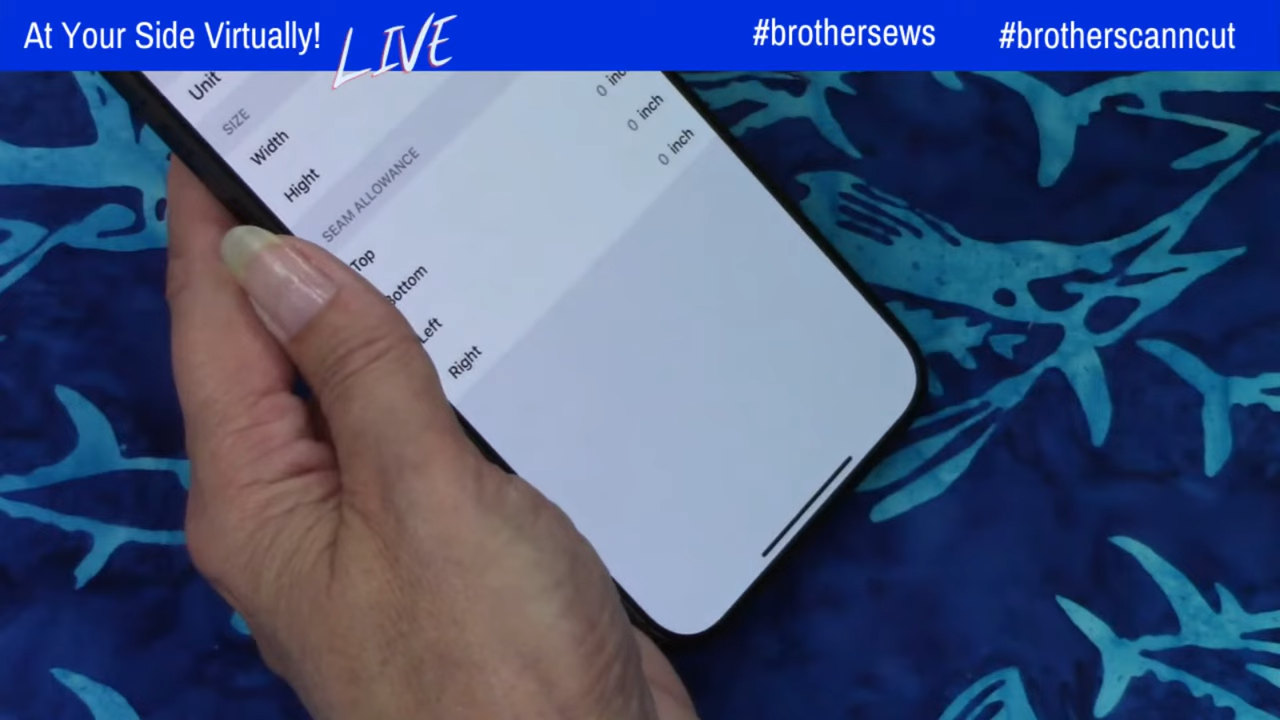 At Your Side Virtually! LIVE #brothersews #brotherscanncut
Unit
SIZE
Width
Hight
SEAM ALLOWANCE
Top
Bottom
Left
0 inch
Right
0 inch